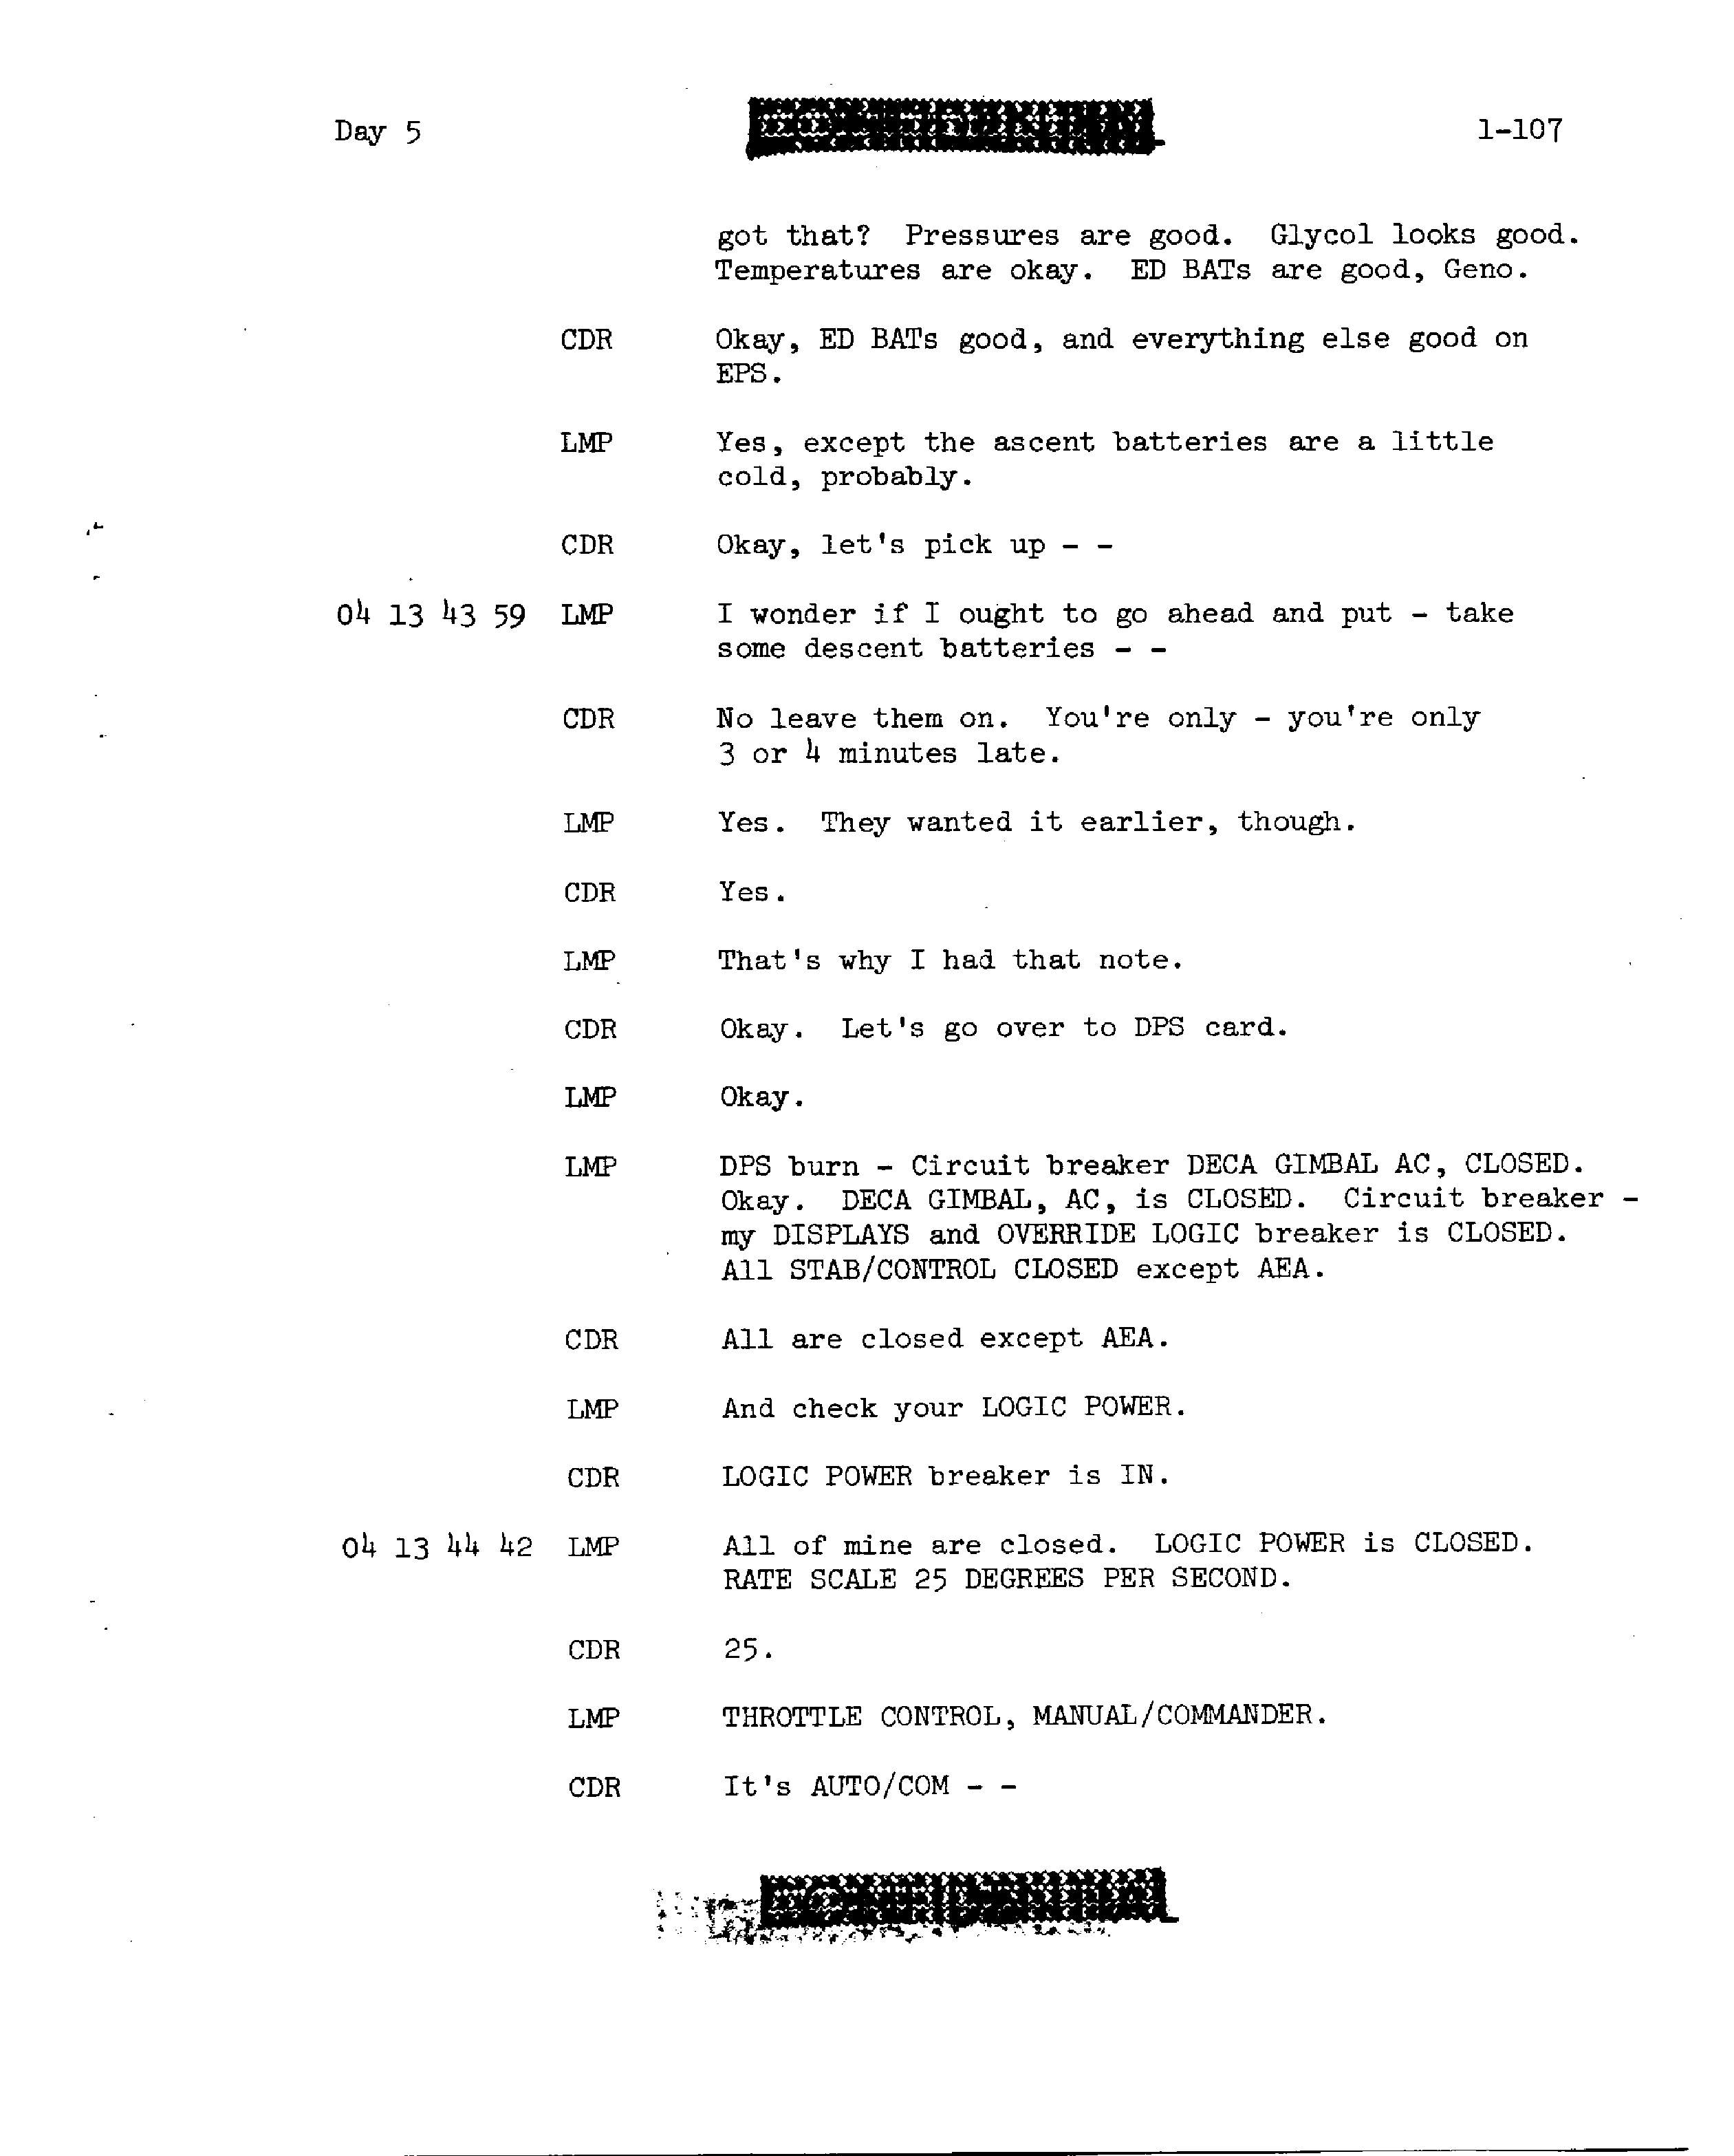 Day 5
CONFIDENTIAL
1-107
got that? Pressures are good. Glycol looks good.
Temperatures are okay. ED BATs are good, Geno.
CDR Okay, ED BATs good, and everything else good on
EPS.
LMP Yes, except the ascent batteries are a little
cold, probably.
CDR Okay, let's pick up - -
04 13 43 59 LMP I wonder if I ought to go ahead and put - take
some descent batteries - -
CDR No leave them on. You're only - you're only
3 or 4 minutes late.
LMP Yes. They wanted it earlier, though.
CDR Yes.
LMP That's why I had that note.
CDR Okay. Let's go over to DPS card.
LMP Okay.
LMP DPS burn - Circuit breaker DECA GIMBAL AC, CLOSED.
Okay. DECA GIMBAL, AC, is CLOSED. Circuit breaker -
my DISPLAYS and OVERRIDE LOGIC breaker is CLOSED.
All STAB/CONTROL CLOSED except AEA.
CDR All are closed except AEA.
LMP And check your LOGIC POWER.
CDR LOGIC POWER breaker is IN.
04 13 44 42 LMP All of mine are closed. LOGIC POWER is CLOSED.
RATE SCALE 25 DEGREES PER SECOND.
CDR 25.
LMP THROTTLE CONTROL, MANUAL/COMMANDER.
CDR It's AUTO/COM - -
CONFIDENTIAL